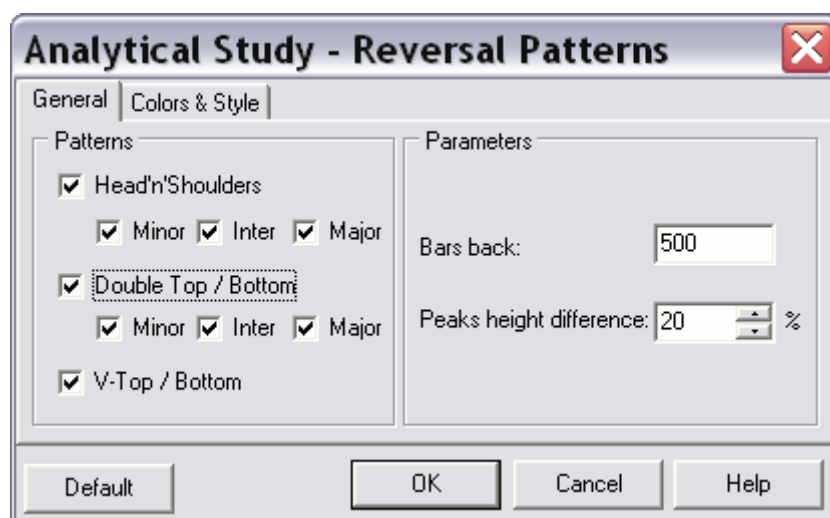 Analytical Study - Reversal Patterns
General Colors & Style
Patterns
Head'n'Shoulders
Minor Inter Major
Double Top / Bottom
Minor Inter Major
V-Top / Bottom
Parameters
Bars back: 500
Peaks height difference: 20 %
Default OK Cancel Help